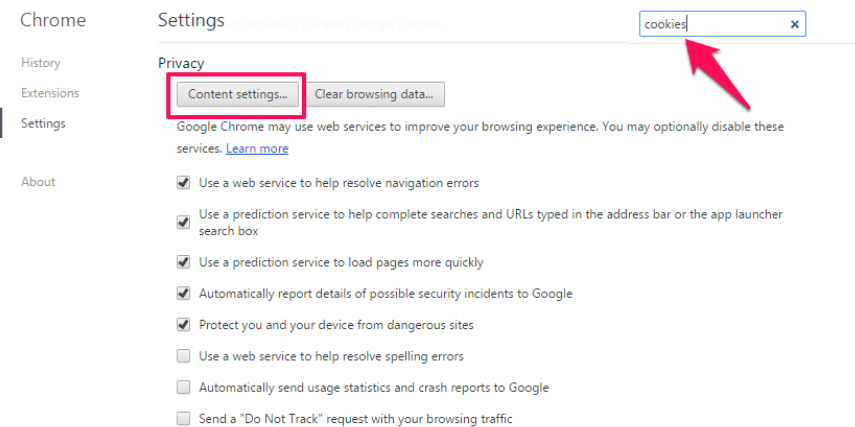 Chrome
Settings
cookies
×
History
Extensions
Settings
About
Privacy
Content settings...
Clear browsing data...
Google Chrome may use web services to improve your browsing experience. You may optionally disable these
services. Learn more
Use a web service to help resolve navigation errors
Use a prediction service to help complete searches and URLs typed in the address bar or the app launcher
search box
Use a prediction service to load pages more quickly
Automatically report details of possible security incidents to Google
Protect you and your device from dangerous sites
Use a web service to help resolve spelling errors
Automatically send usage statistics and crash reports to Google
Send a "Do Not Track" request with your browsing traffic